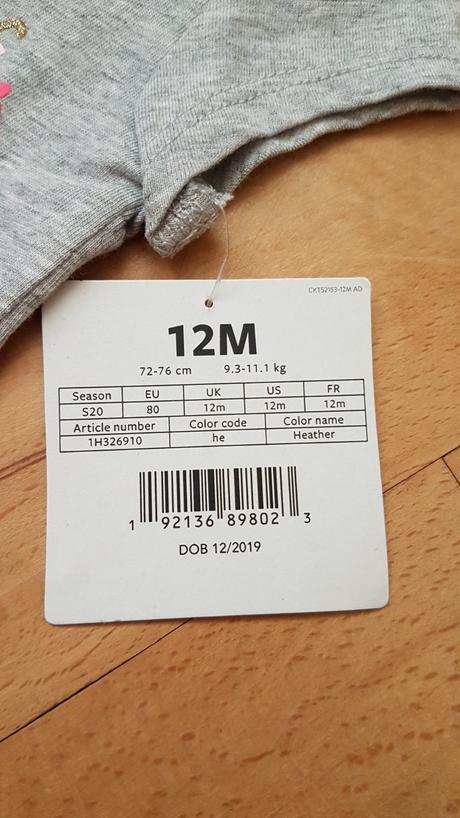 CKTS2153-12M AD
12M
72-76 cm 9.3-11.1 kg
Season EU UK US FR
S20 80 12m 12m 12m
Article number Color code Color name
1H326910 he Heather
1 92136 89802 3
DOB 12/2019